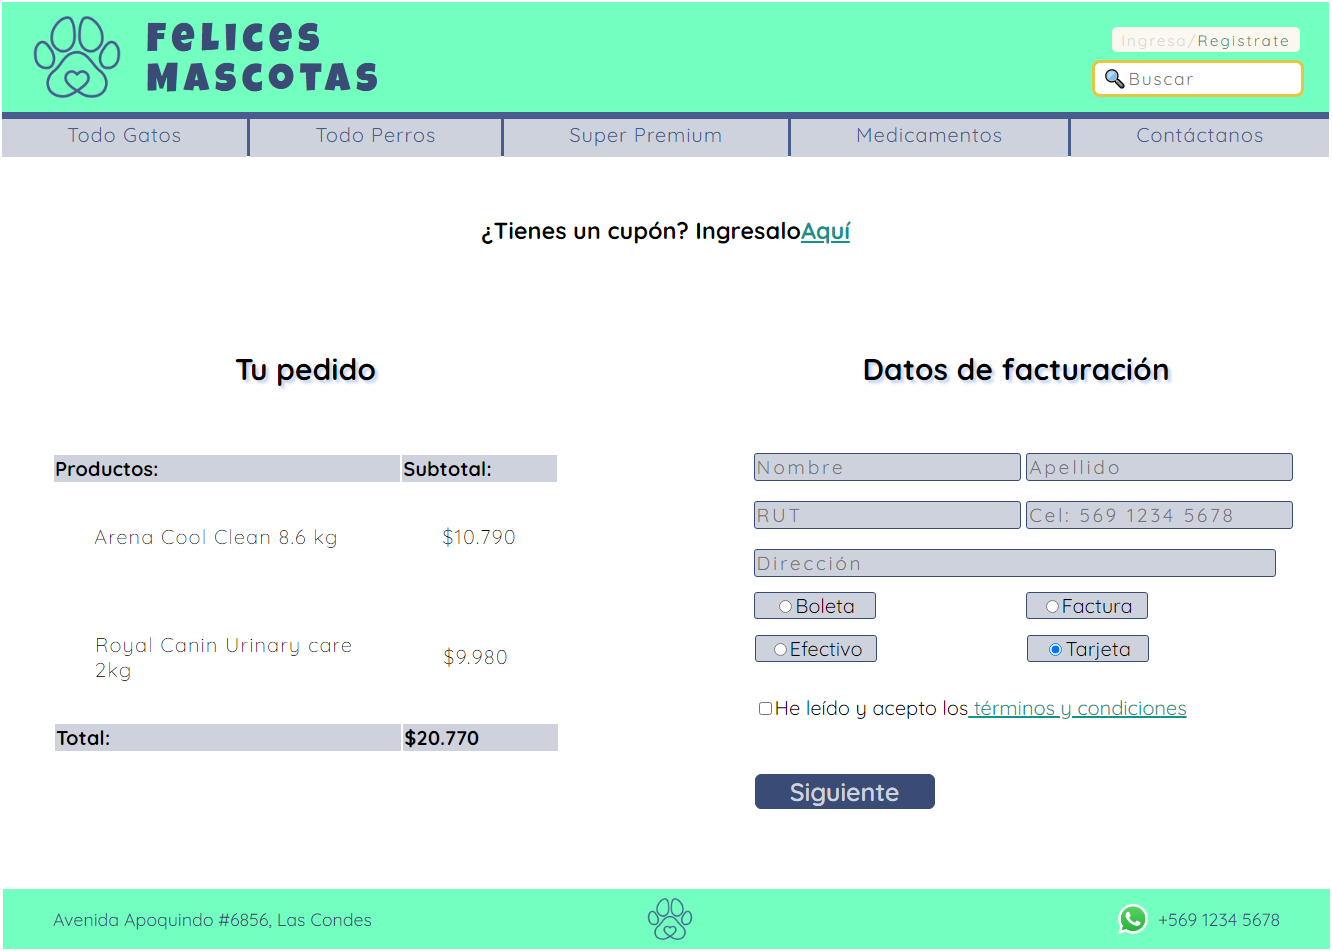 FELICES
MASCOTAS
Ingresa/Registrate
Buscar
Todo Gatos
Todo Perros
Super Premium
Medicamentos
Contáctanos
¿Tienes un cupón? IngresaloAquí
Tu pedido
Productos: Subtotal:
Arena Cool Clean 8.6 kg $10.790
Royal Canin Urinary care
2kg
$9.980
Total: $20.770
Datos de facturación
Nombre Apellido
RUT Cel: 569 1234 5678
Dirección
Boleta Factura
Efectivo Tarjeta
He leído y acepto los términos y condiciones
Siguiente
Avenida Apoquindo #6856, Las Condes
+569 1234 5678